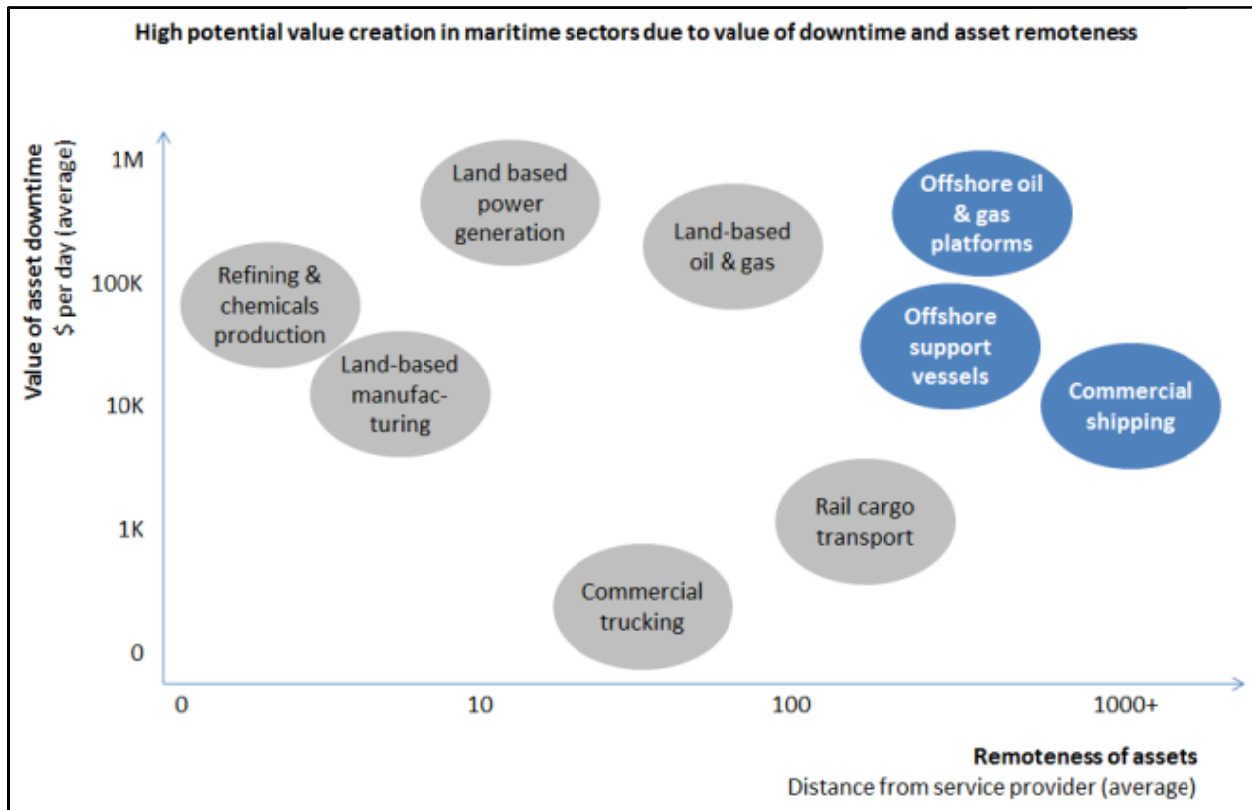 High potential value creation in maritime sectors due to value of downtime and asset remoteness
Value of asset downtime
$ per day (average)
1M
100K
10K
1K
0
Land based
power
generation
Land-based
oil & gas
Offshore oil
& gas
platforms
Refining &
chemicals
production
Offshore
support
vessels
Land-based
manufac-
turing
Commercial
shipping
Rail cargo
transport
Commercial
trucking
0
10
100
1000+
Remoteness of assets
Distance from service provider (average)